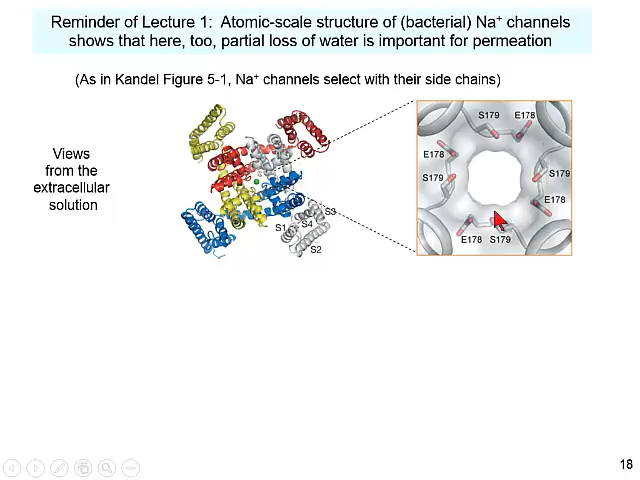 Reminder of Lecture 1:  Atomic-scale structure of (bacterial) Na⁺ channels
shows that here, too, partial loss of water is important for permeation
(As in Kandel Figure 5-1, Na⁺ channels select with their side chains)
Views
from the
extracellular
solution
S1
S4
S3
S2
S179
E178
E178
S179
S179
E178
E178
S179
18